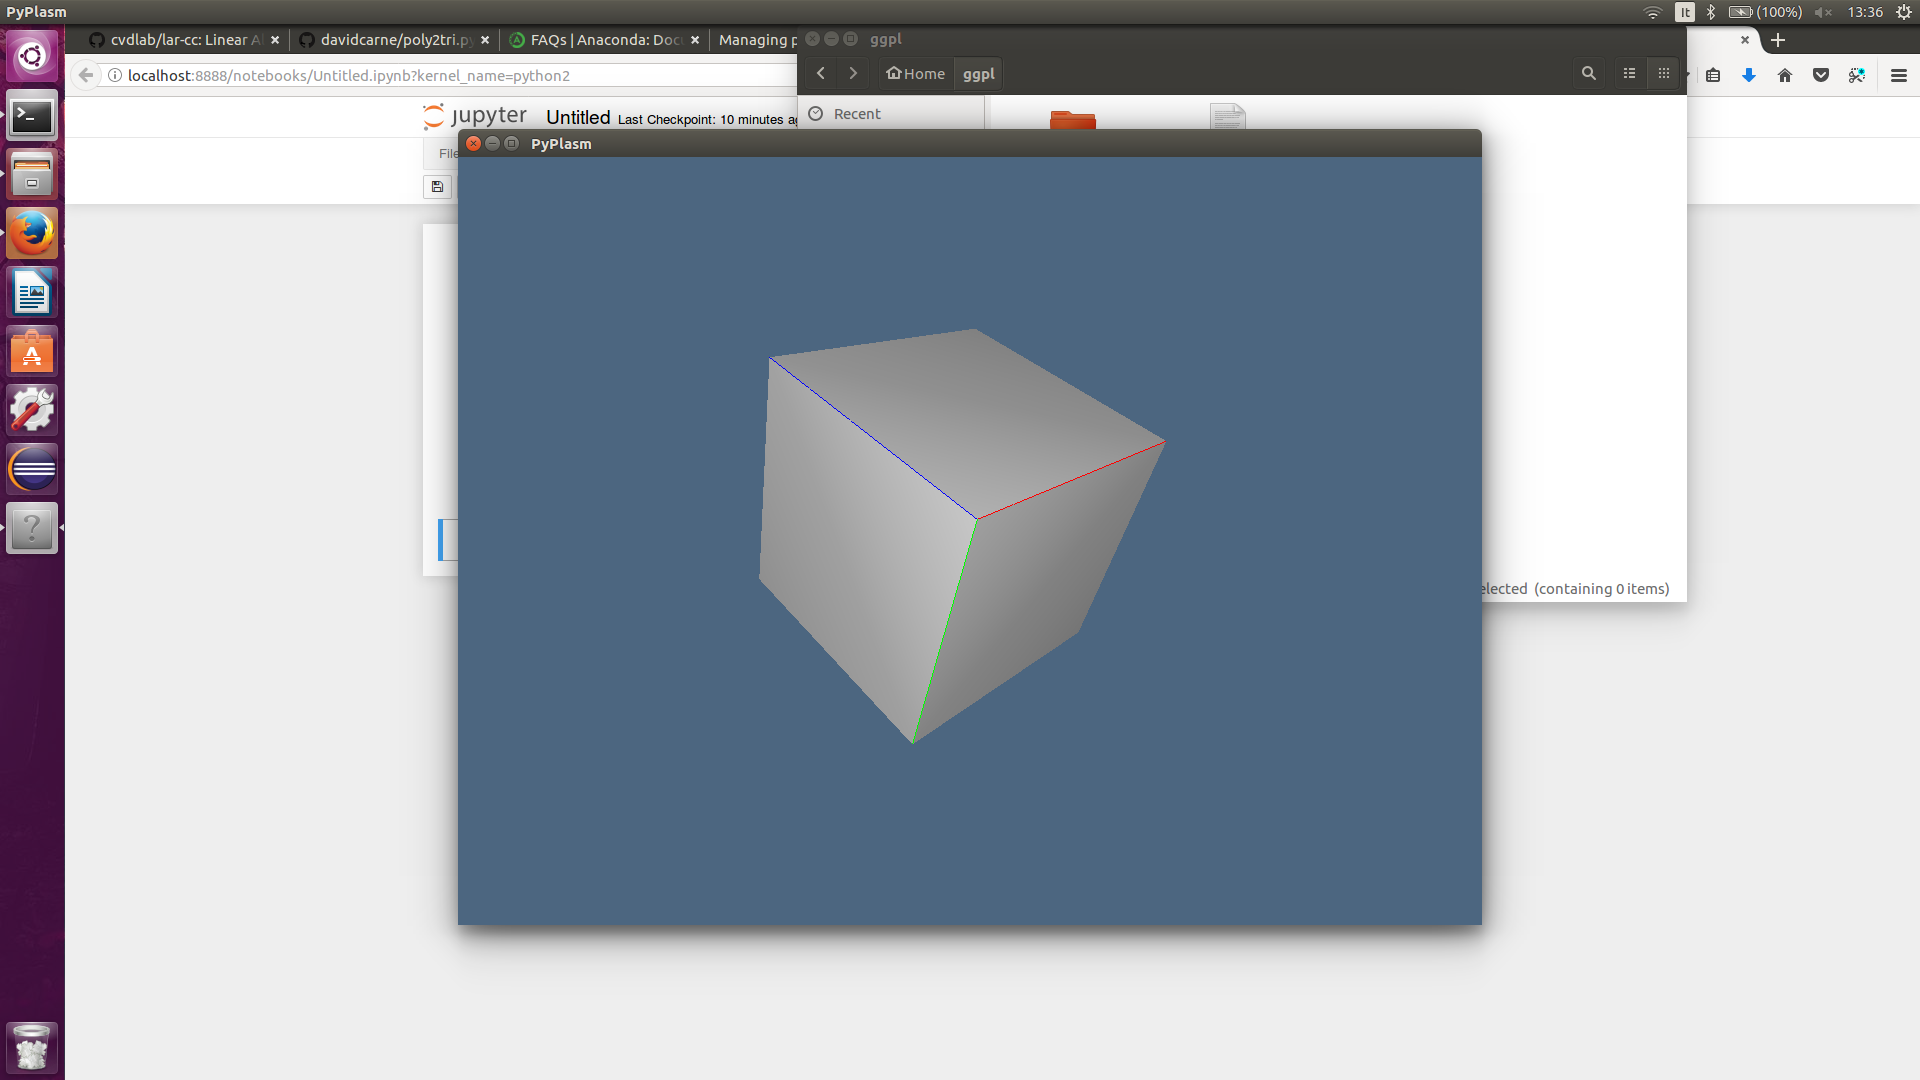 PyPlasm
It
(100%)
13:36
cvdlab/lar-cc: Linear A
davidcarne/poly2tri.py
FAQs | Anaconda: Doc
Managing p
ggpl
localhost:8888/notebooks/Untitled.ipynb?kernel_name=python2
Home
ggpl
jupyter
Untitled Last Checkpoint: 10 minutes ag
Recent
File
PyPlasm
elected (containing 0 items)